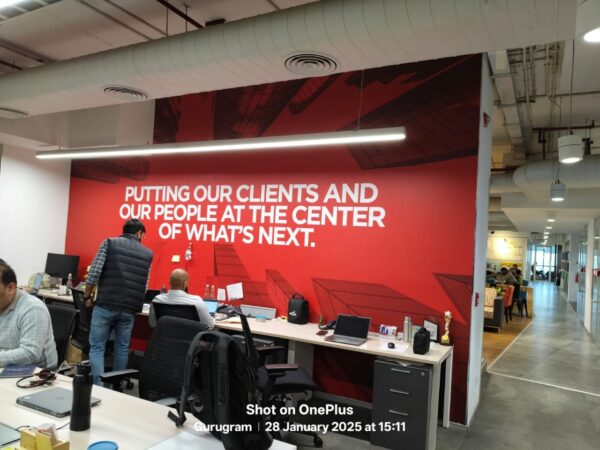 PUTTING OUR CLIENTS AND
OUR PEOPLE AT THE CENTER
OF WHAT'S NEXT.
Shot on OnePlus
Gurugram | 28 January 2025 at 15:11